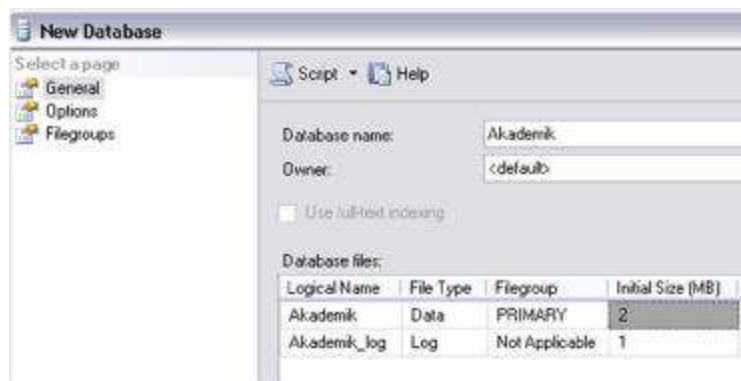 New Database
Select a page
General
Options
Filegroups
Script Help
Database name: Akademik
Owner: <default>
Use full-text indexing
Database files:
Logical Name File Type Filegroup Initial Size (MB)
Akademik Data PRIMARY 2
Akademik_log Log Not Applicable 1